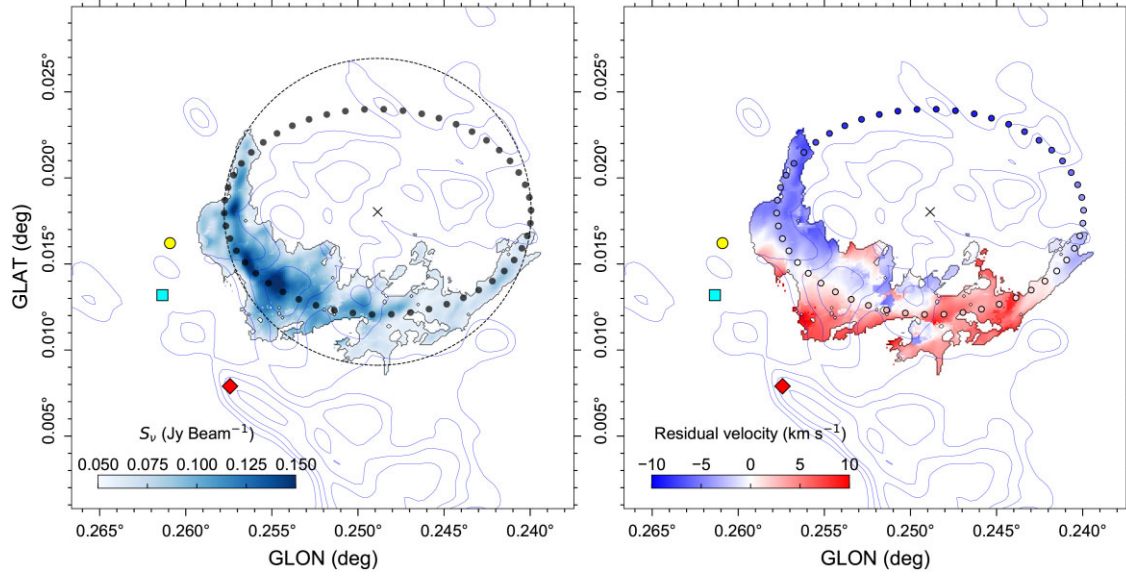 GLAT (deg)
0.025°
0.020°
0.015°
0.010°
0.005°
S_ν (Jy Beam⁻¹)
0.050 0.075 0.100 0.125 0.150
0.265° 0.260° 0.255° 0.250° 0.245° 0.240°
GLON (deg)
0.025°
0.020°
0.015°
0.010°
0.005°
Residual velocity (km s⁻¹)
−10 −5 0 5 10
0.265° 0.260° 0.255° 0.250° 0.245° 0.240°
GLON (deg)